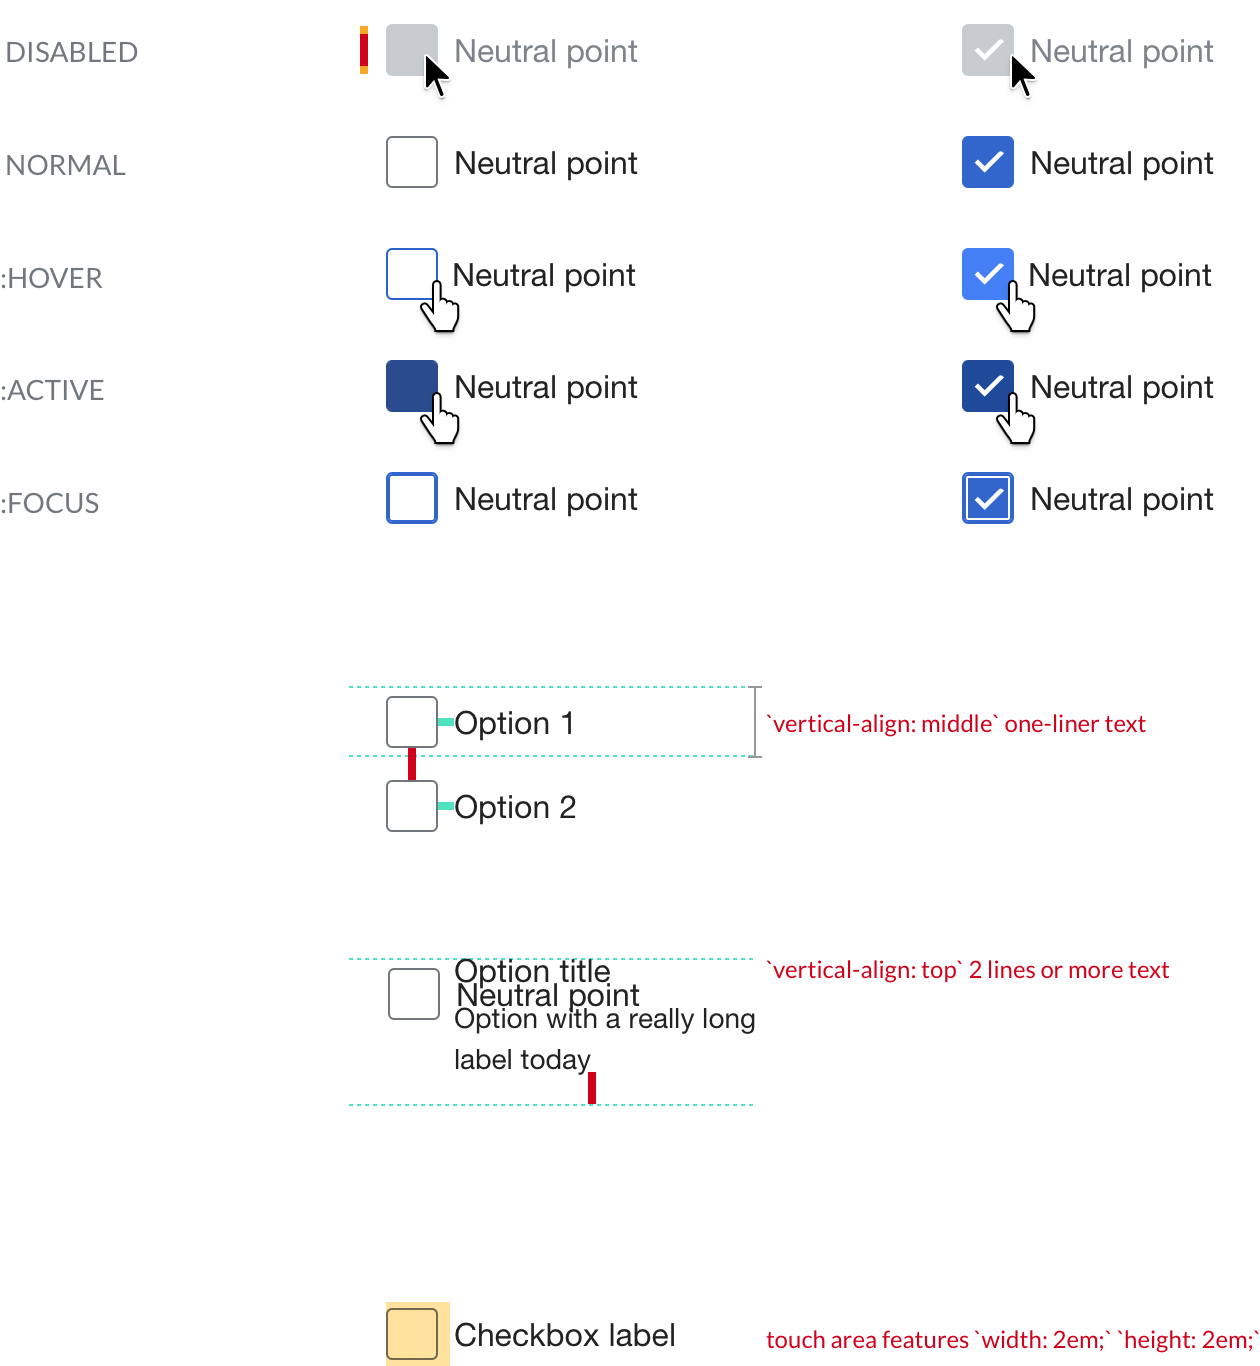 DISABLED Neutral point Neutral point
NORMAL Neutral point Neutral point
:HOVER Neutral point Neutral point
:ACTIVE Neutral point Neutral point
:FOCUS Neutral point Neutral point
Option 1 `vertical-align: middle` one-liner text
Option 2
Option title `vertical-align: top` 2 lines or more text
Neutral point
Option with a really long
label today
Checkbox label touch area features `width: 2em;` `height: 2em;`